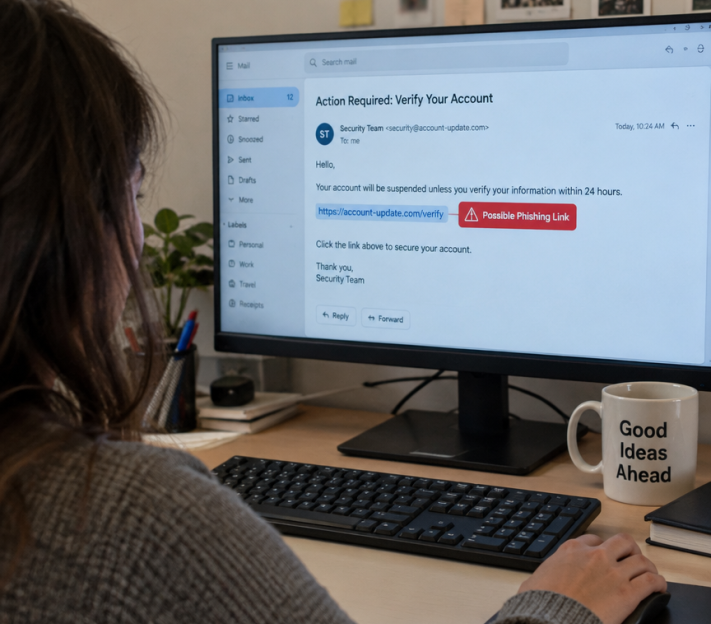 Mail
Search mail
Inbox 12
Starred
Snoozed
Sent
Drafts
More
Labels
Personal
Work
Travel
Receipts
Action Required: Verify Your Account
ST
Security Team <security@account-update.com>
To: me
Today, 10:24 AM
Hello,
Your account will be suspended unless you verify your information within 24 hours.
https://account-update.com/verify
Possible Phishing Link
Click the link above to secure your account.
Thank you,
Security Team
Reply
Forward
Good
Ideas
Ahead